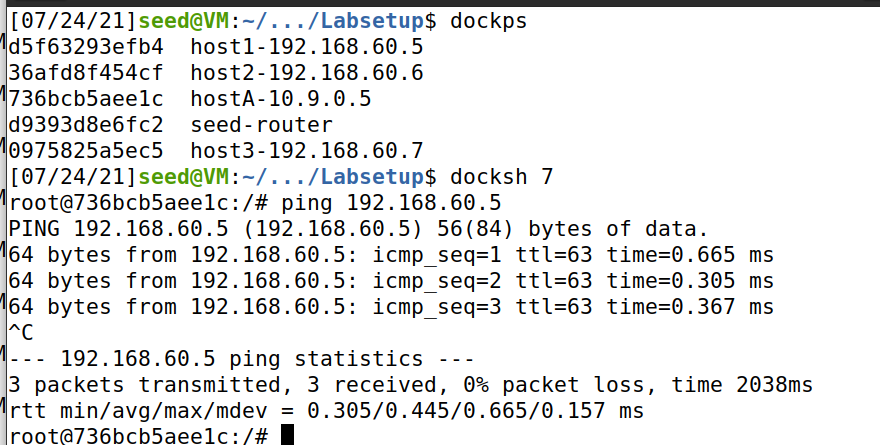 [07/24/21]seed@VM:~/.../Labsetup$ dockps
d5f63293efb4  host1-192.168.60.5
36afd8f454cf  host2-192.168.60.6
736bcb5aee1c  hostA-10.9.0.5
d9393d8e6fc2  seed-router
0975825a5ec5  host3-192.168.60.7
[07/24/21]seed@VM:~/.../Labsetup$ docksh 7
root@736bcb5aee1c:/# ping 192.168.60.5
PING 192.168.60.5 (192.168.60.5) 56(84) bytes of data.
64 bytes from 192.168.60.5: icmp_seq=1 ttl=63 time=0.665 ms
64 bytes from 192.168.60.5: icmp_seq=2 ttl=63 time=0.305 ms
64 bytes from 192.168.60.5: icmp_seq=3 ttl=63 time=0.367 ms
^C
--- 192.168.60.5 ping statistics ---
3 packets transmitted, 3 received, 0% packet loss, time 2038ms
rtt min/avg/max/mdev = 0.305/0.445/0.665/0.157 ms
root@736bcb5aee1c:/#